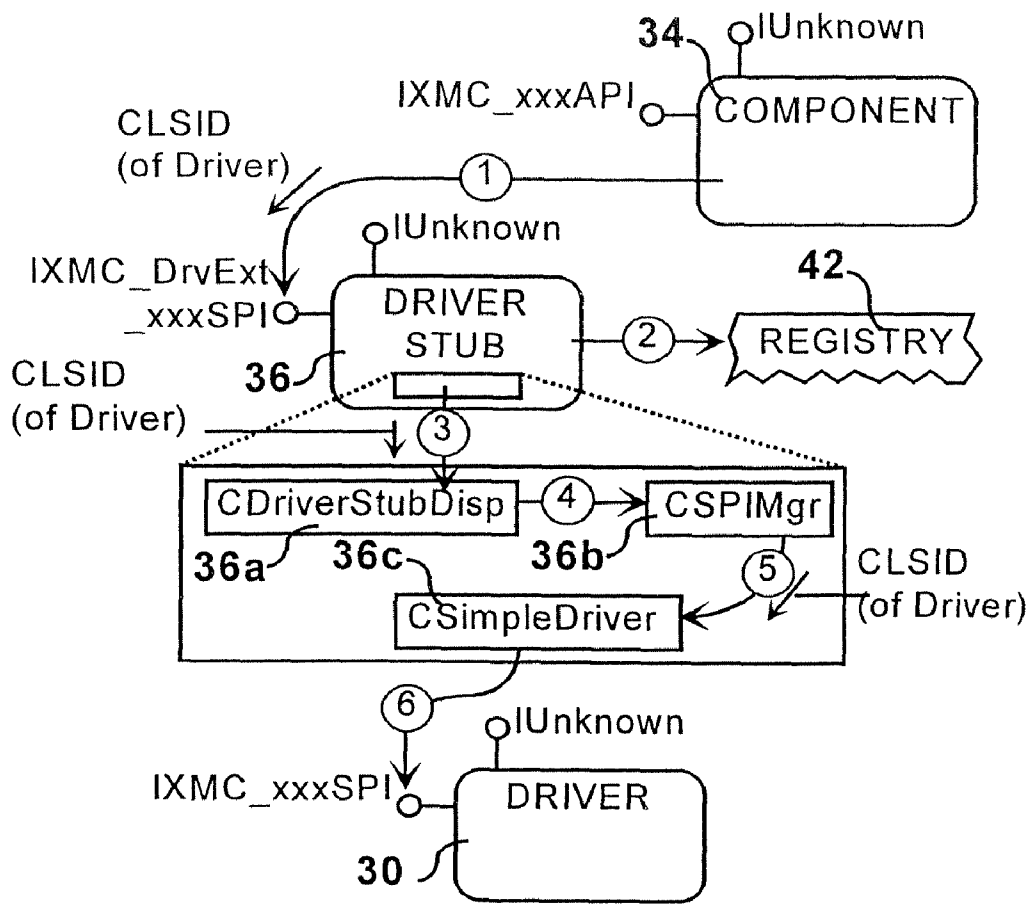 34
IUnknown
IXMC_xxxAPI
COMPONENT
CLSID
(of Driver)
1
IUnknown
IXMC_DrvExt
_xxxSPI
DRIVER
STUB
42
2
REGISTRY
36
CLSID
(of Driver)
3
CDriverStubDisp
4
CSPIMgr
36a
36c
36b
5
CLSID
(of Driver)
CSimpleDriver
6
IUnknown
IXMC_xxxSPI
DRIVER
30